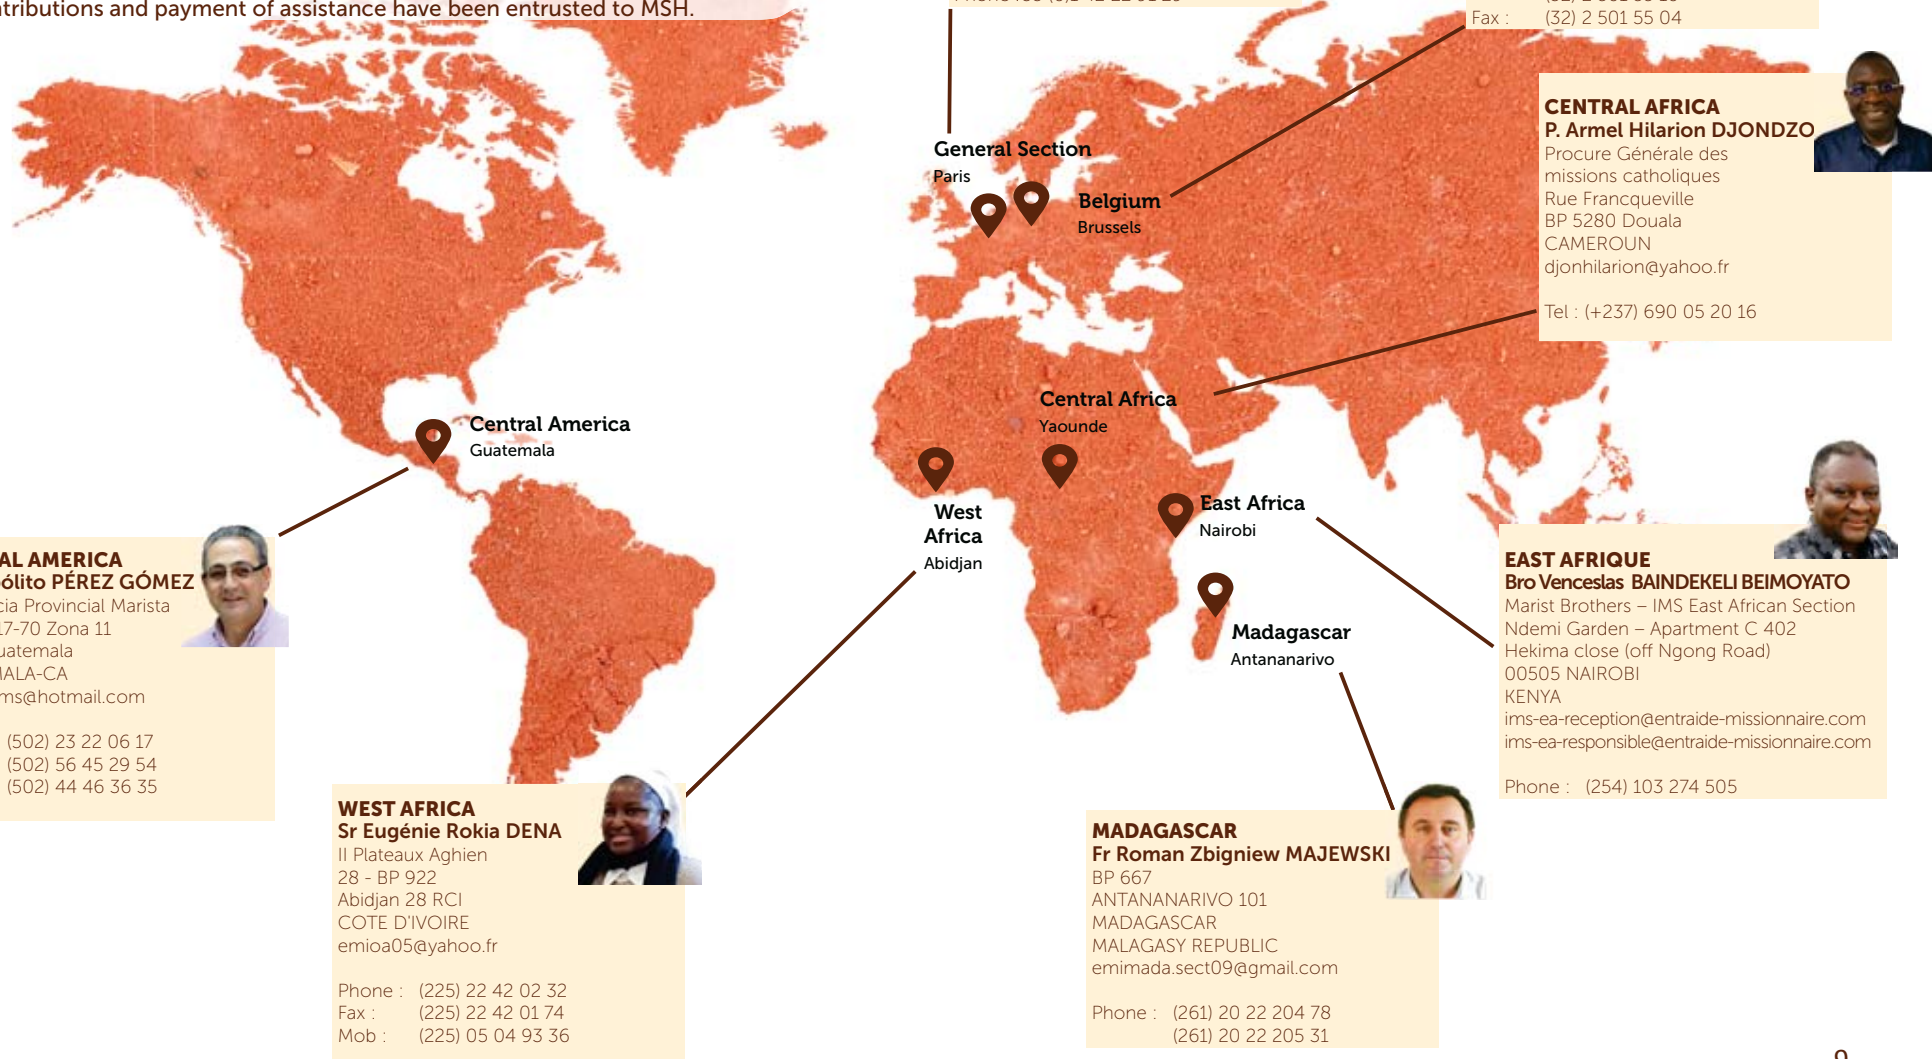 contributions and payment of assistance have been entrusted to MSH.
Fax : (32) 2 501 55 04
CENTRAL AFRICA
P. Armel Hilarion DJONDZO
Procure Générale des
missions catholiques
Rue Francqueville
BP 5280 Douala
CAMEROUN
djonhilarion@yahoo.fr
Tel : (+237) 690 05 20 16
General Section
Paris
Belgium
Brussels
Central America
Guatemala
Central Africa
Yaounde
West
Africa
Abidjan
East Africa
Nairobi
Madagascar
Antananarivo
AL AMERICA
ólito PÉREZ GÓMEZ
cia Provincial Marista
17-70 Zona 11
uatemala
MALA-CA
ms@hotmail.com
(502) 23 22 06 17
(502) 56 45 29 54
(502) 44 46 36 35
EAST AFRIQUE
Bro Venceslas BAINDEKELI BEIMOYATO
Marist Brothers – IMS East African Section
Ndemi Garden – Apartment C 402
Hekima close (off Ngong Road)
00505 NAIROBI
KENYA
ims-ea-reception@entraide-missionnaire.com
ims-ea-responsible@entraide-missionnaire.com
Phone : (254) 103 274 505
WEST AFRICA
Sr Eugénie Rokia DENA
II Plateaux Aghien
28 - BP 922
Abidjan 28 RCI
COTE D'IVOIRE
emioa05@yahoo.fr
Phone : (225) 22 42 02 32
Fax : (225) 22 42 01 74
Mob : (225) 05 04 93 36
MADAGASCAR
Fr Roman Zbigniew MAJEWSKI
BP 667
ANTANANARIVO 101
MADAGASCAR
MALAGASY REPUBLIC
emimada.sect09@gmail.com
Phone : (261) 20 22 204 78
(261) 20 22 205 31